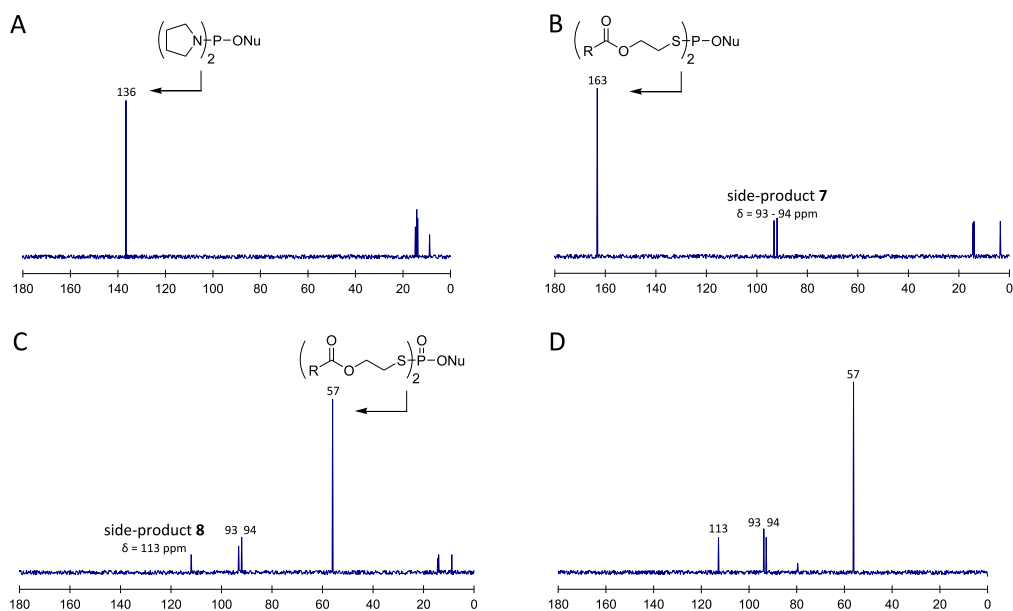 A
N
P
ONu
2
136
180 160 140 120 100 80 60 40 20 0
B
O
R
O
S
P
ONu
2
163
side-product 7
δ = 93 - 94 ppm
180 160 140 120 100 80 60 40 20 0
C
O
O
R
O
S
P
ONu
2
57
side-product 8
93 94
δ = 113 ppm
180 160 140 120 100 80 60 40 20 0
D
57
113
93 94
180 160 140 120 100 80 60 40 20 0